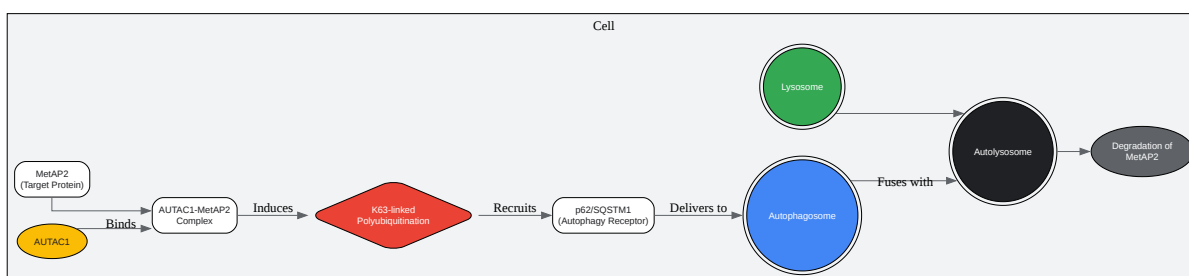 Cell
MetAP2
(Target Protein)
AUTAC1
Binds
AUTAC1-MetAP2
Complex
Induces
K63-linked
Polyubiquitination
Recruits
p62/SQSTM1
(Autophagy Receptor)
Delivers to
Autophagosome
Lysosome
Fuses with
Autolysosome
Degradation of
MetAP2